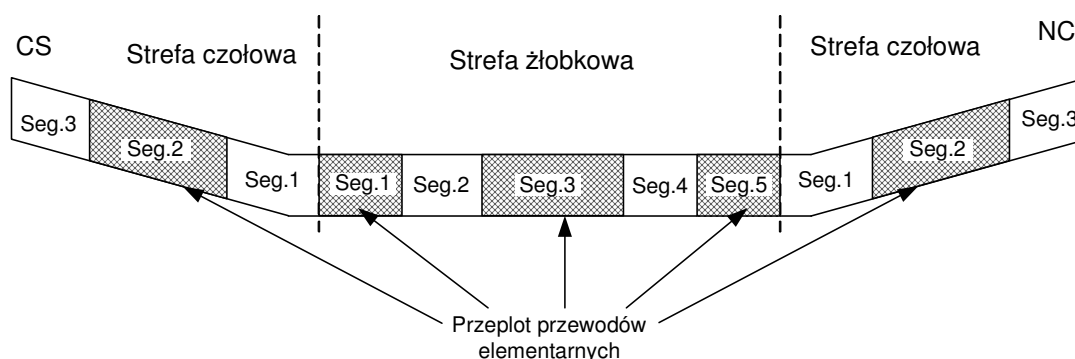 CS
Strefa czołowa
Strefa żłobkowa
Strefa czołowa
NC
Seg.3
Seg.2
Seg.1
Seg.1
Seg.2
Seg.3
Seg.4
Seg.5
Seg.1
Seg.2
Seg.3
Przeplot przewodów
elementarnych